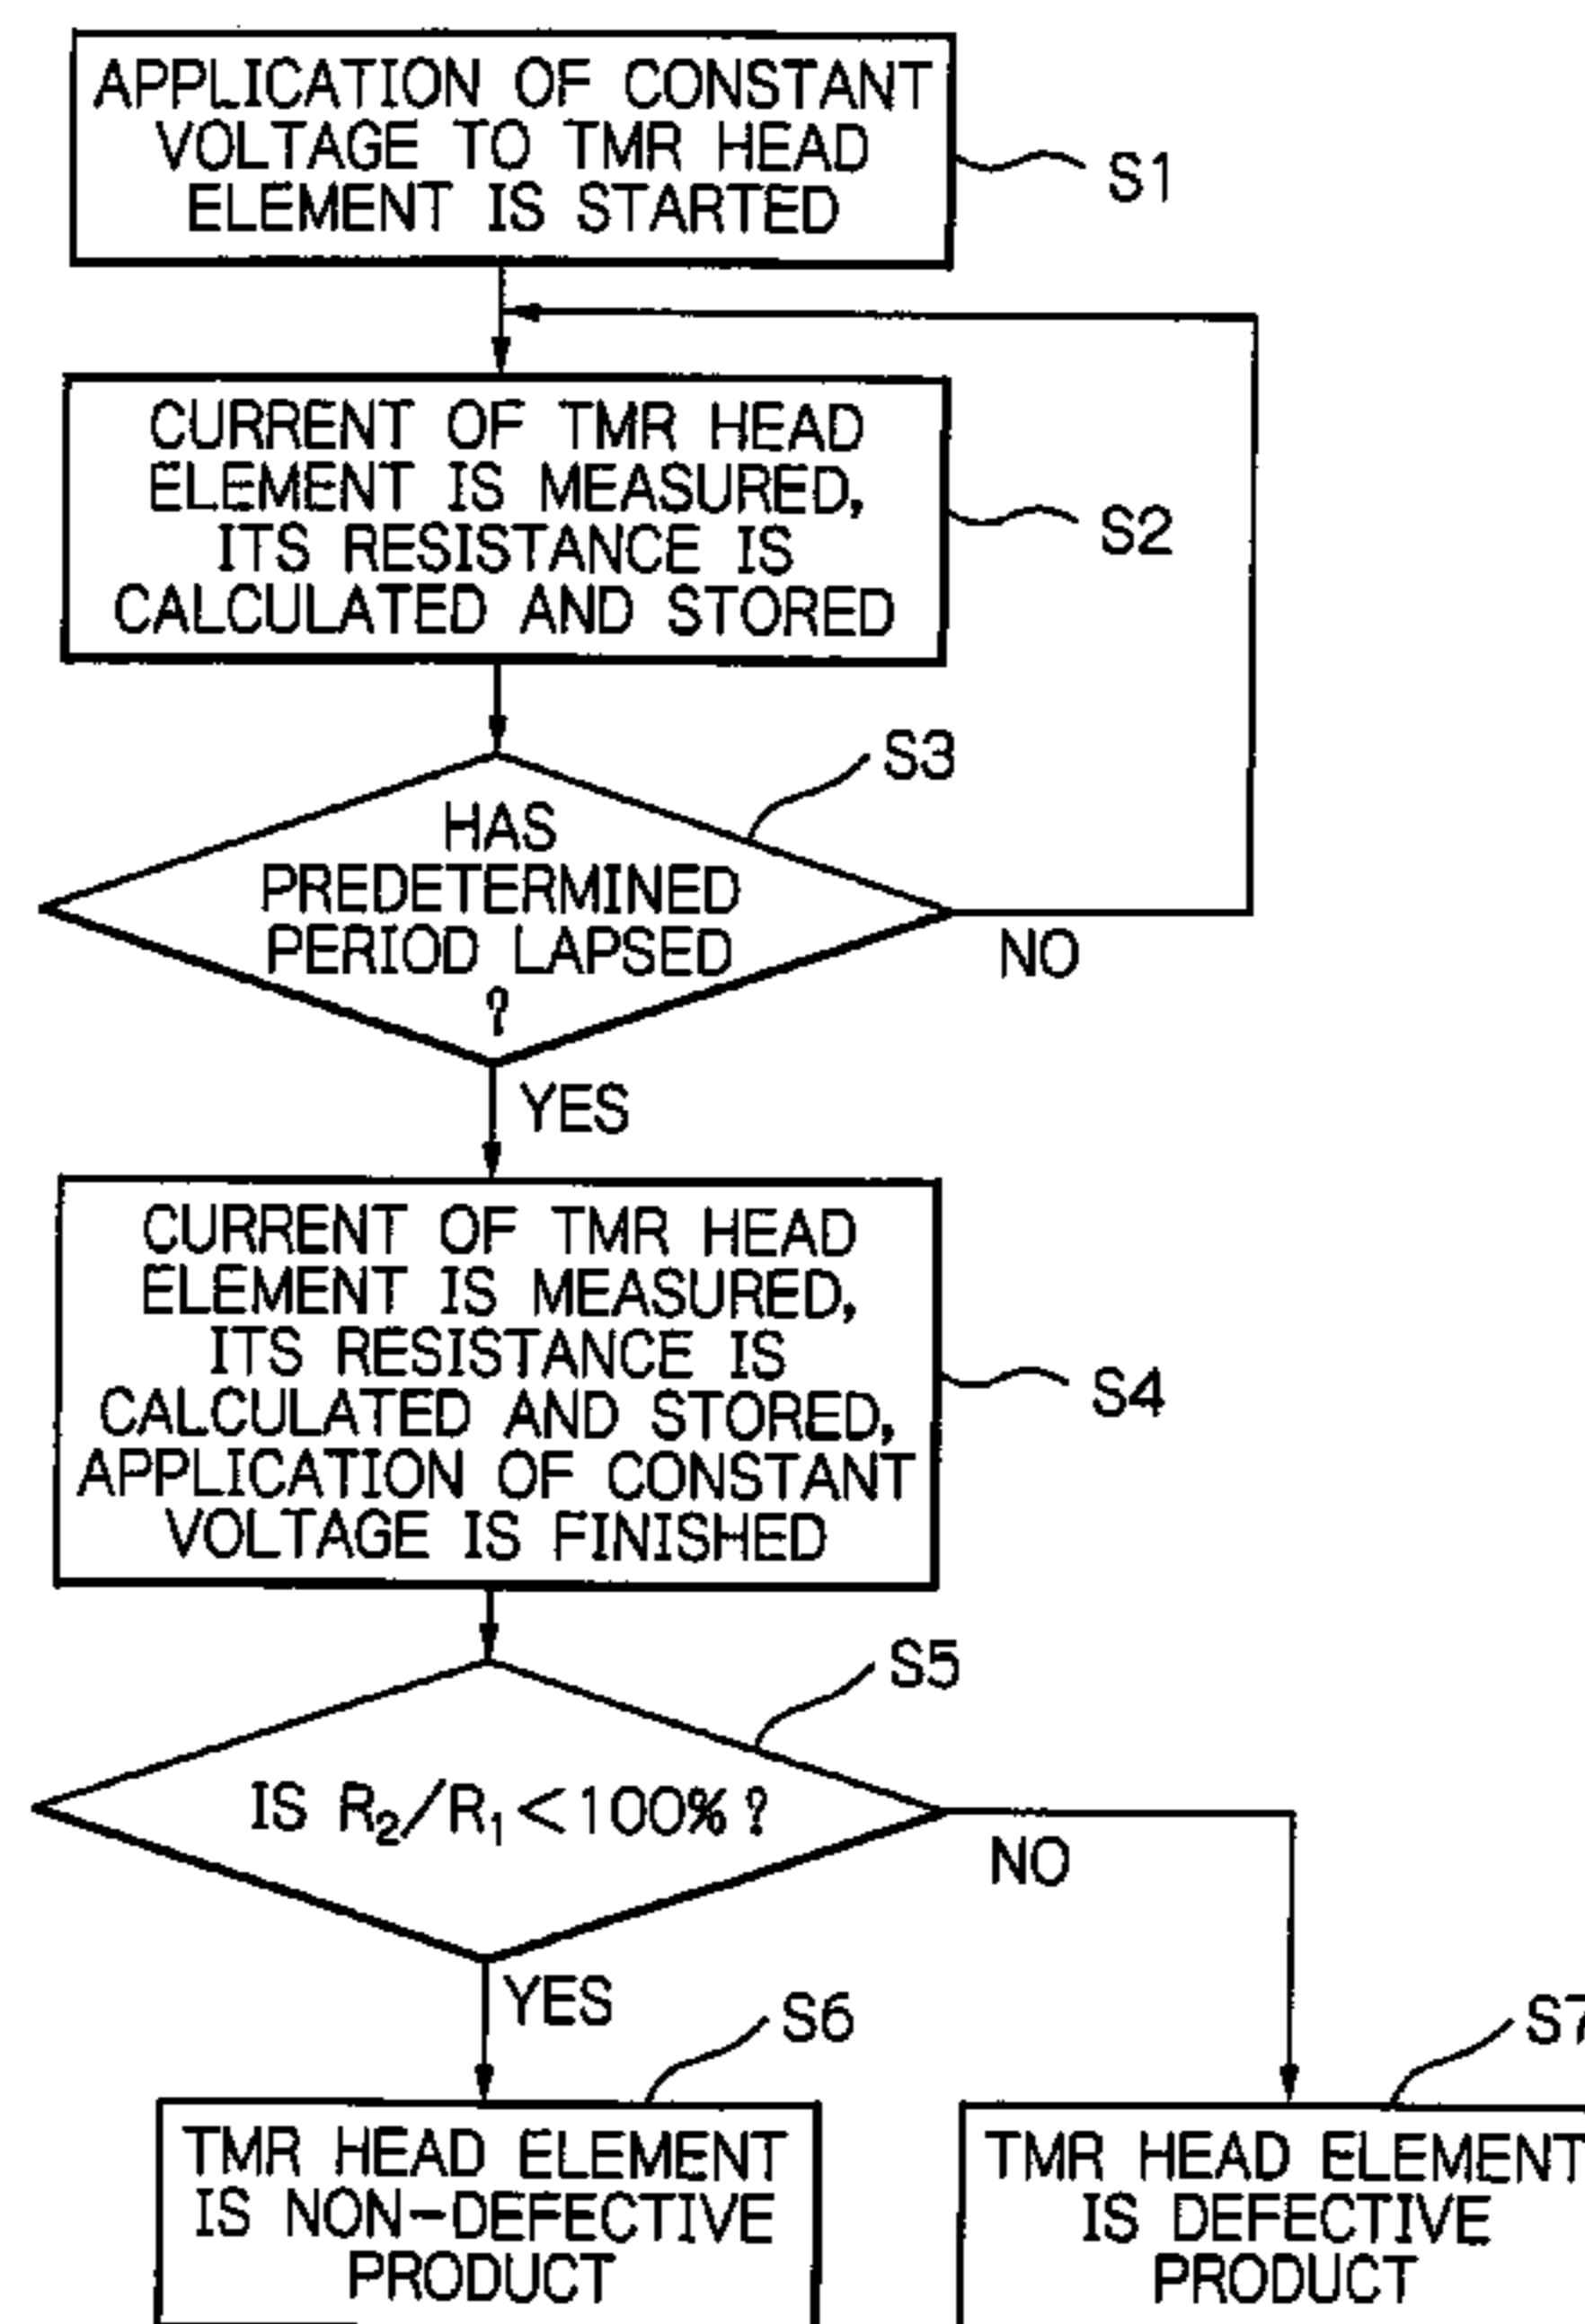 APPLICATION OF CONSTANT
VOLTAGE TO TMR HEAD
ELEMENT IS STARTED
S1
CURRENT OF TMR HEAD
ELEMENT IS MEASURED,
ITS RESISTANCE IS
CALCULATED AND STORED
S2
S3
HAS
PREDETERMINED
PERIOD LAPSED
?
NO
YES
CURRENT OF TMR HEAD
ELEMENT IS MEASURED,
ITS RESISTANCE IS
CALCULATED AND STORED,
APPLICATION OF CONSTANT
VOLTAGE IS FINISHED
S4
S5
IS R₂/R₁<100%?
NO
YES
S6
S7
TMR HEAD ELEMENT
IS NON-DEFECTIVE
PRODUCT
TMR HEAD ELEMENT
IS DEFECTIVE
PRODUCT